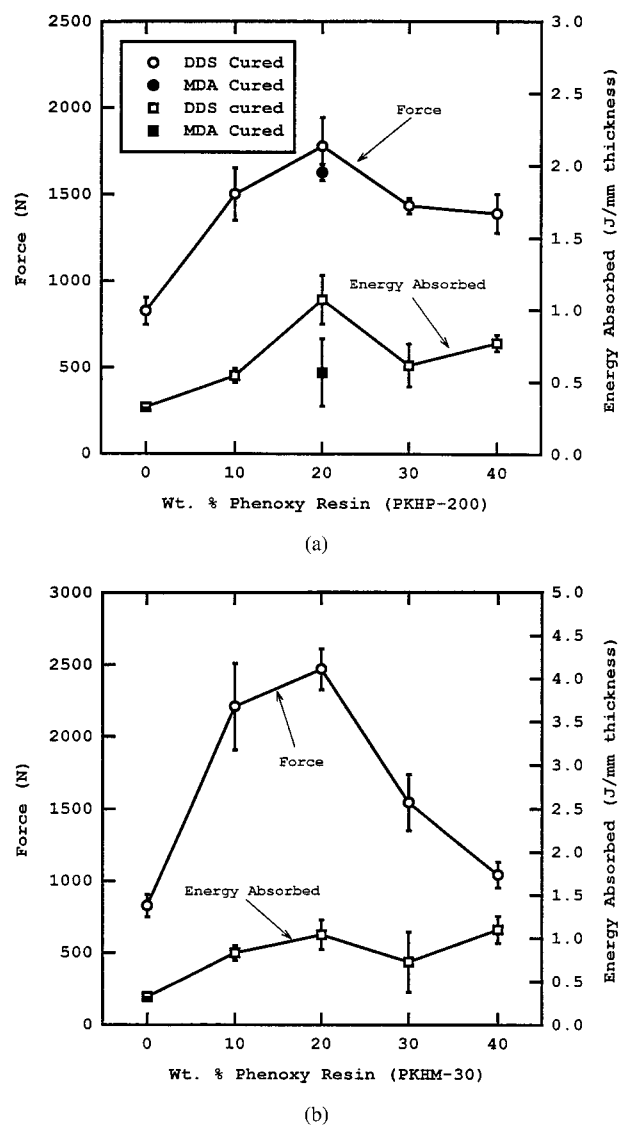 2500
2000
1500
1000
500
0
Force (N)
DDS Cured
MDA Cured
DDS cured
MDA Cured
Force
Energy Absorbed
3.0
2.5
2.0
1.5
1.0
0.5
0.0
Energy Absorbed (J/mm thickness)
0 10 20 30 40
Wt. % Phenoxy Resin (PKHP-200)
(a)
3000
2500
2000
1500
1000
500
0
Force (N)
Force
Energy Absorbed
5.0
4.5
4.0
3.5
3.0
2.5
2.0
1.5
1.0
0.5
0.0
Energy Absorbed (J/mm thickness)
0 10 20 30 40
Wt. % Phenoxy Resin (PKHM-30)
(b)